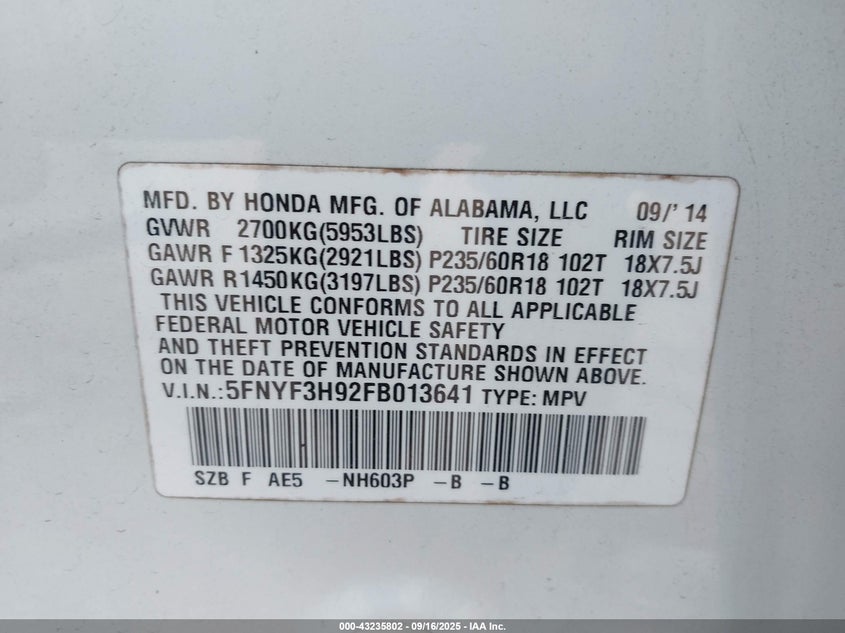 MFD. BY HONDA MFG. OF ALABAMA, LLC 09/' 14
GVWR 2700KG(5953LBS) TIRE SIZE RIM SIZE
GAWR F 1325KG(2921LBS) P235/60R18 102T 18X7.5J
GAWR R1450KG(3197LBS) P235/60R18 102T 18X7.5J
THIS VEHICLE CONFORMS TO ALL APPLICABLE
FEDERAL MOTOR VEHICLE SAFETY
AND THEFT PREVENTION STANDARDS IN EFFECT
ON THE DATE OF MANUFACTURE SHOWN ABOVE.
V.I.N.:5FNYF3H92FB013641 TYPE: MPV
SZB F AE5 -NH603P -B -B
000-43235802 - 09/16/2025 - IAA Inc.